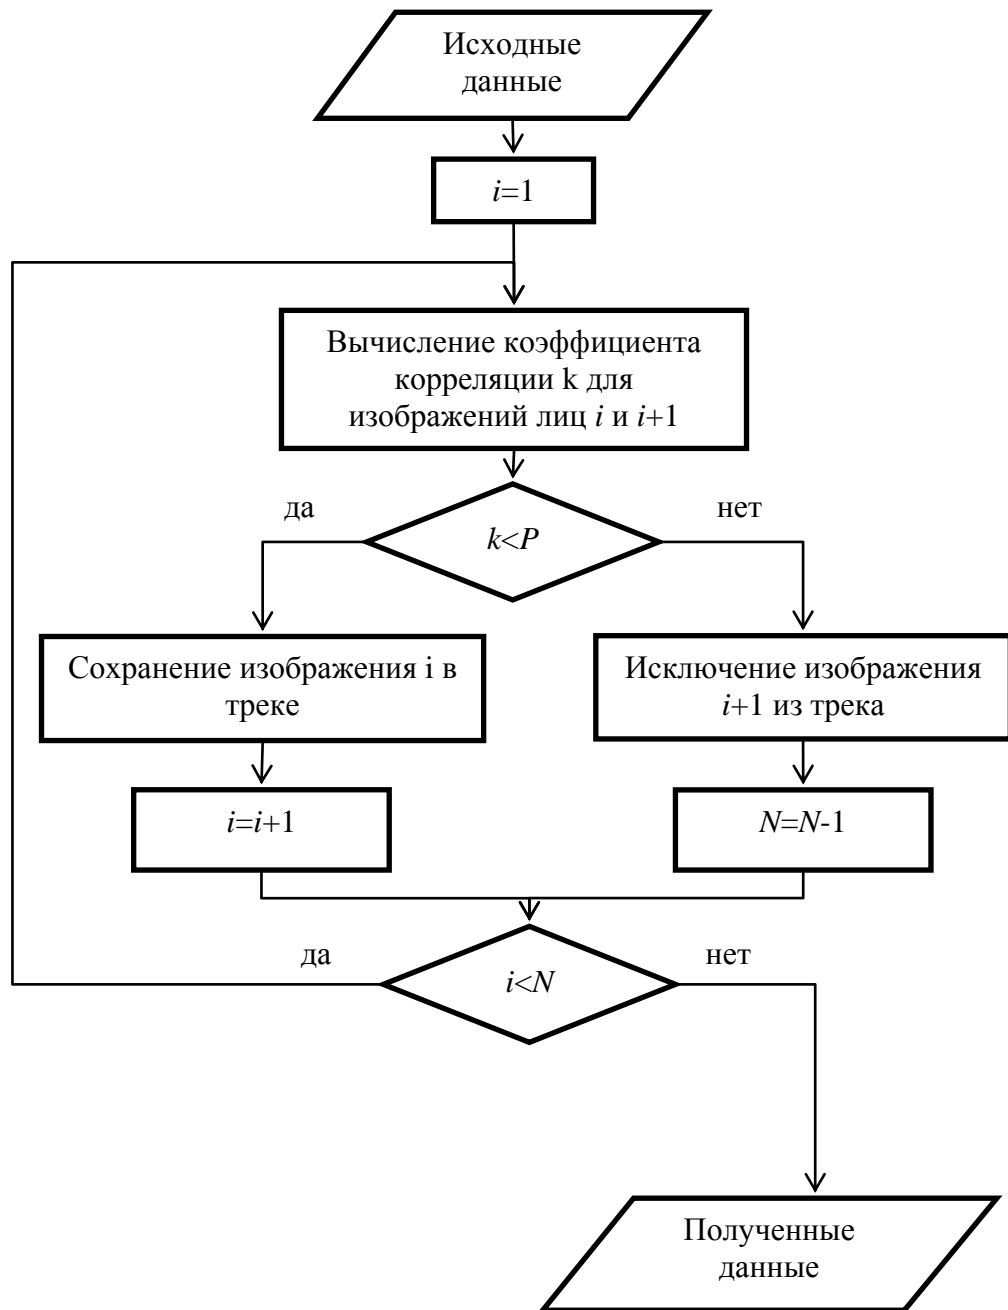 Исходные
данные
i=1
Вычисление коэффициента
корреляции k для
изображений лиц i и i+1
да
нет
k<P
Сохранение изображения i в
треке
Исключение изображения
i+1 из трека
i=i+1
N=N-1
да
нет
i<N
Полученные
данные